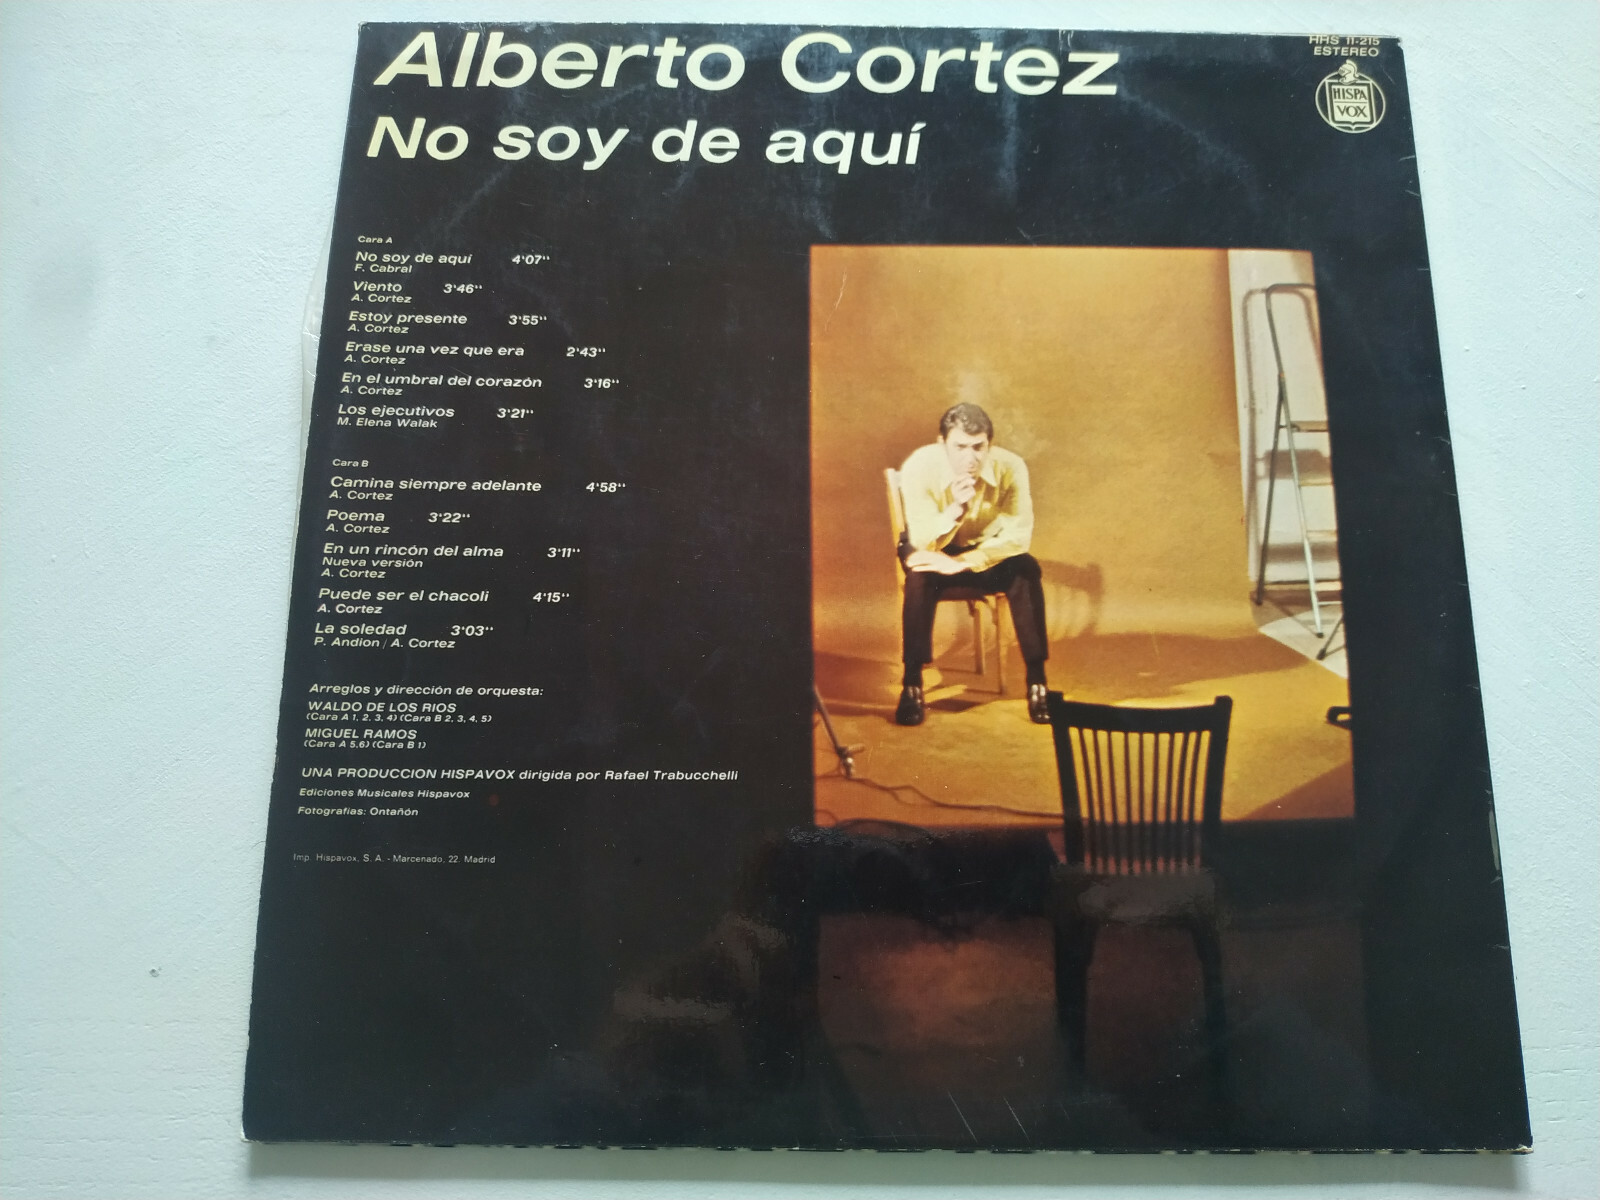 Alberto Cortez
No soy de aquí
HHS 11-215
ESTEREO
HISPA
VOX
Cara A
No soy de aquí 4'07''
F. Cabral
Viento 3'46''
A. Cortez
Estoy presente 3'55''
A. Cortez
Erase una vez que era 2'43''
A. Cortez
En el umbral del corazón 3'16''
A. Cortez
Los ejecutivos 3'21''
M. Elena Walak
Cara B
Camina siempre adelante 4'58''
A. Cortez
Poema 3'22''
A. Cortez
En un rincón del alma 3'11''
Nueva versión
A. Cortez
Puede ser el chacoli 4'15''
A. Cortez
La soledad 3'03''
P. Andion / A. Cortez
Arreglos y dirección de orquesta:
WALDO DE LOS RIOS
(Cara A 1, 2, 3, 4) (Cara B 2, 3, 4, 5)
MIGUEL RAMOS
(Cara A 5,6) (Cara B 1)
UNA PRODUCCION HISPAVOX dirigida por Rafael Trabucchelli
Ediciones Musicales Hispavox
Fotografías: Ontañón
Imp. Hispavox, S. A. - Marcenado, 22. Madrid